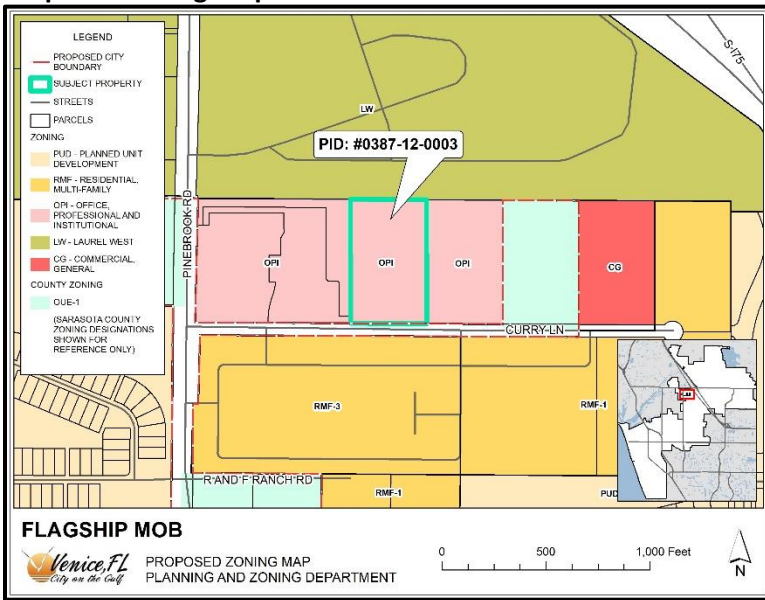 LEGEND
PROPOSED CITY
BOUNDARY
SUBJECT PROPERTY
STREETS
PARCELS
ZONING
PUD - PLANNED UNIT
DEVELOPMENT
RMF - RESIDENTIAL,
MULTI-FAMILY
OPI - OFFICE,
PROFESSIONAL AND
INSTITUTIONAL
LW - LAUREL WEST
CG - COMMERCIAL,
GENERAL
COUNTY ZONING
OUE-1
(SARASOTA COUNTY
ZONING DESIGNATIONS
SHOWN FOR
REFERENCE ONLY)
S I75
LW
PID: #0387-12-0003
PINEBROOK RD
OPI
OPI
OPI
CG
CURRY LN
RMF-3
RMF-1
R AND F RANCH RD
RMF-1
PUD
FLAGSHIP MOB
Venice, FL
City on the Gulf
PROPOSED ZONING MAP
PLANNING AND ZONING DEPARTMENT
0 500 1,000 Feet
N